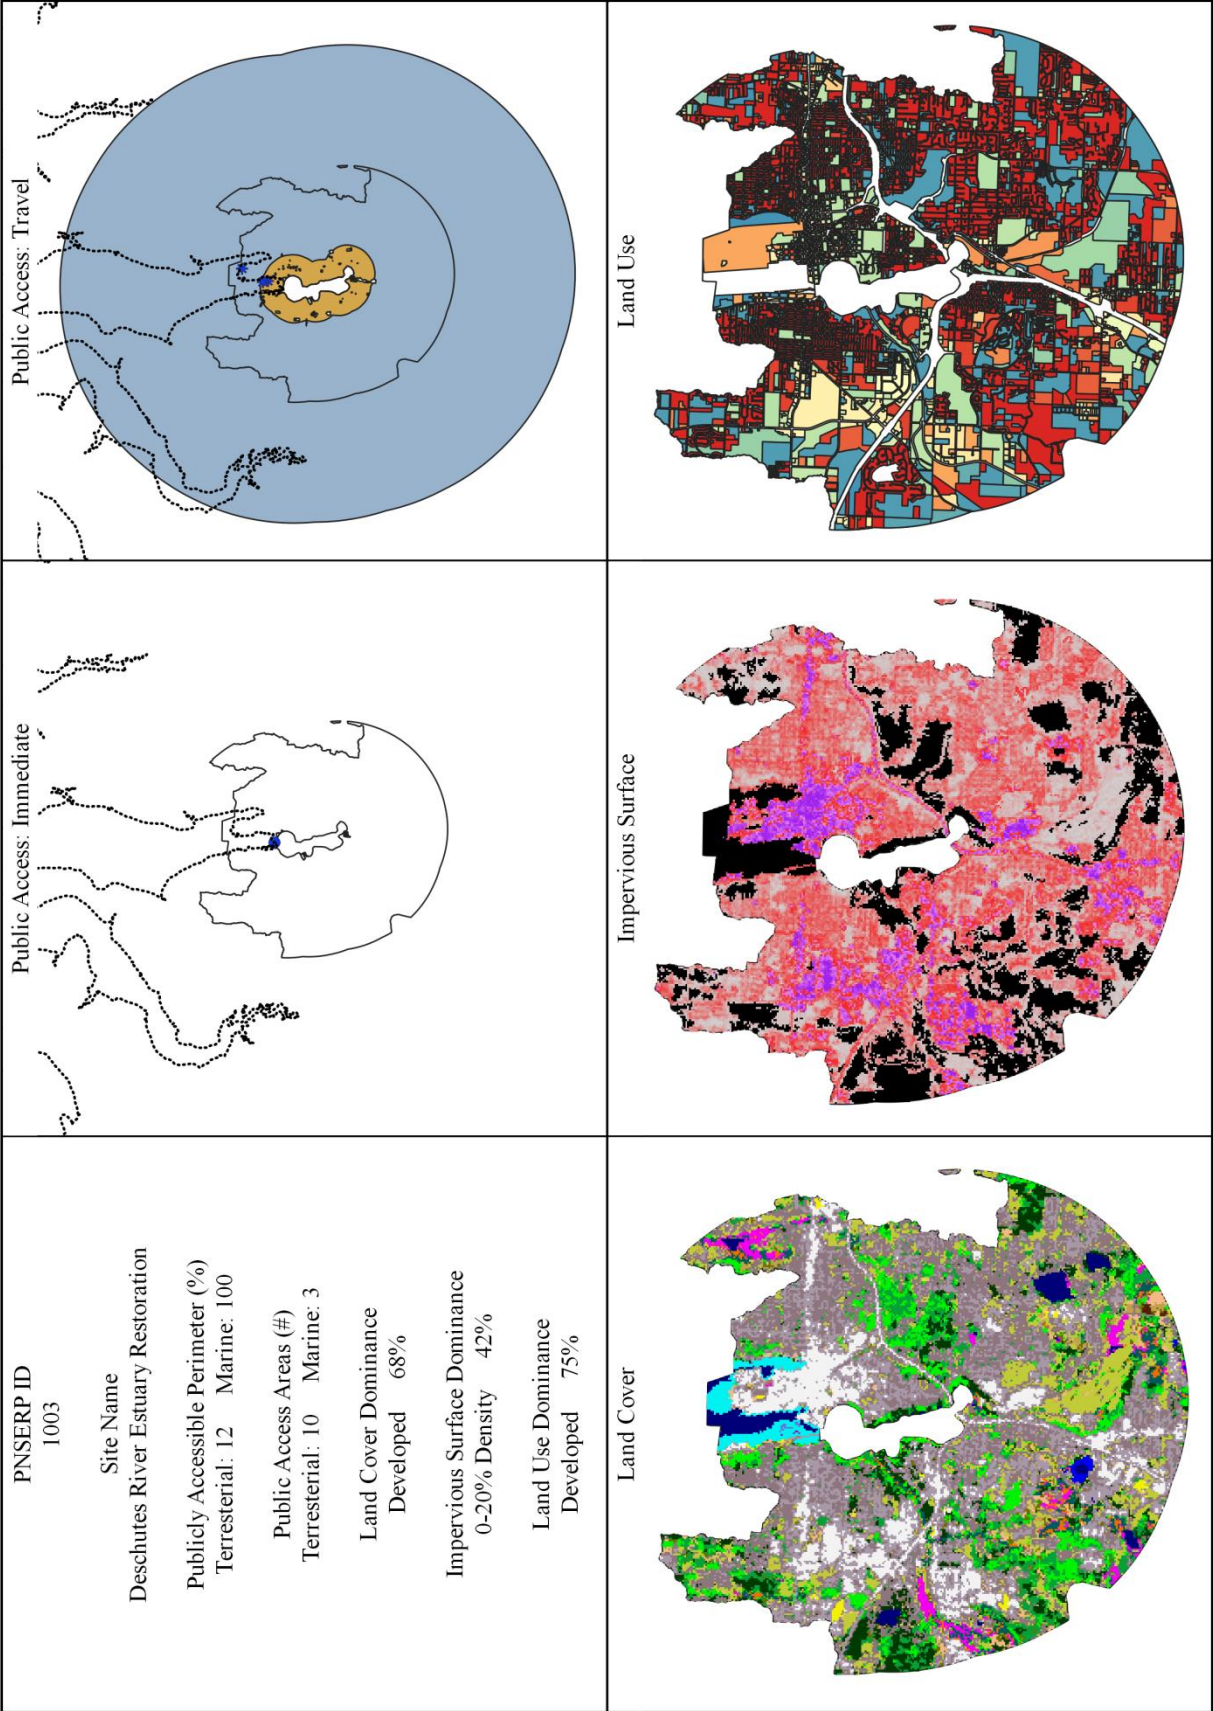 PNSERP ID
1003
Site Name
Deschutes River Estuary Restoration
Publicly Accessible Perimeter (%)
Terresterial: 12 Marine: 100
Public Access Areas (#)
Terresterial: 10 Marine: 3
Land Cover Dominance
Developed 68%
Impervious Surface Dominance
0-20% Density 42%
Land Use Dominance
Developed 75%
Public Access: Immediate
Public Access: Travel
Land Cover
Impervious Surface
Land Use